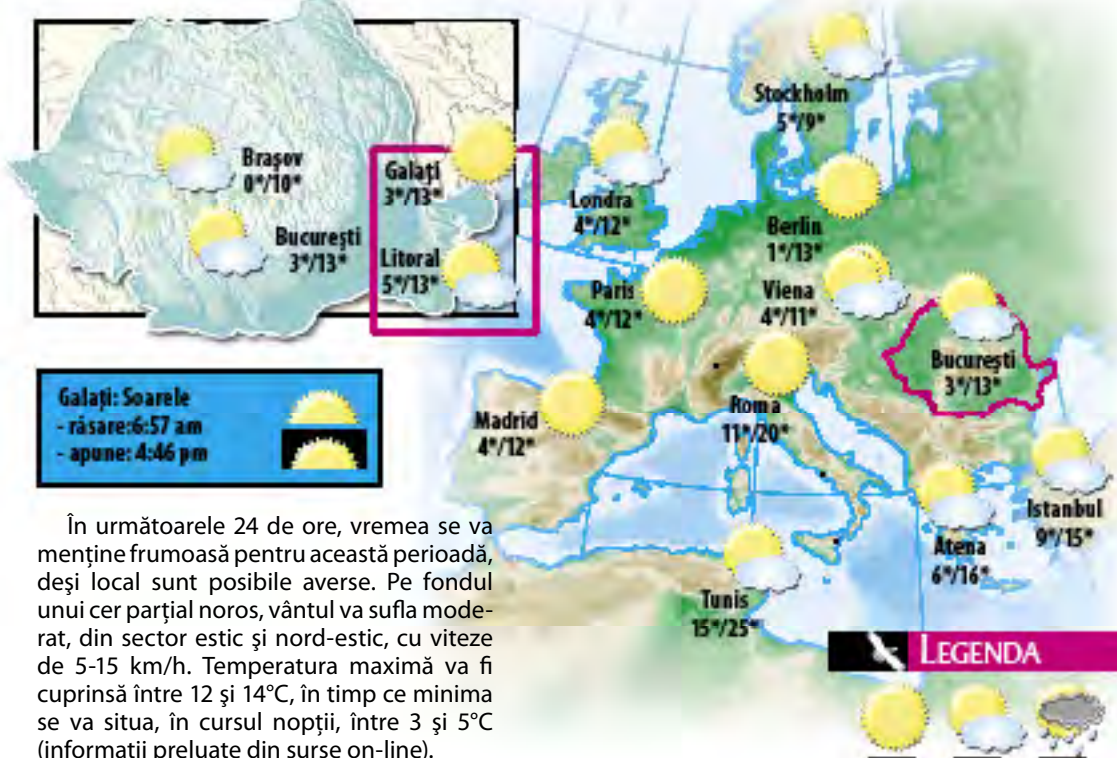 Brașov
0°/10°
București
3°/13°
Galați
3°/13°
Litoral
5°/13°
Stockholm
5°/9°
Londra
4°/12°
Berlin
1°/13°
Paris
4°/12°
Viena
4°/11°
București
3°/13°
Madrid
4°/12°
Roma
11°/20°
Istanbul
9°/15°
Atena
6°/16°
Tunis
15°/25°
Galați: Soarele
- răsare:6:57 am
- apune: 4:46 pm
În următoarele 24 de ore, vremea se va
menține frumoasă pentru această perioadă,
deși local sunt posibile averse. Pe fondul
unui cer parțial noros, vântul va sufla mode-
rat, din sector estic și nord-estic, cu viteze
de 5-15 km/h. Temperatura maximă va fi
cuprinsă între 12 și 14°C, în timp ce minima
se va situa, în cursul nopții, între 3 și 5°C
(informații preluate din surse on-line).
LEGENDA